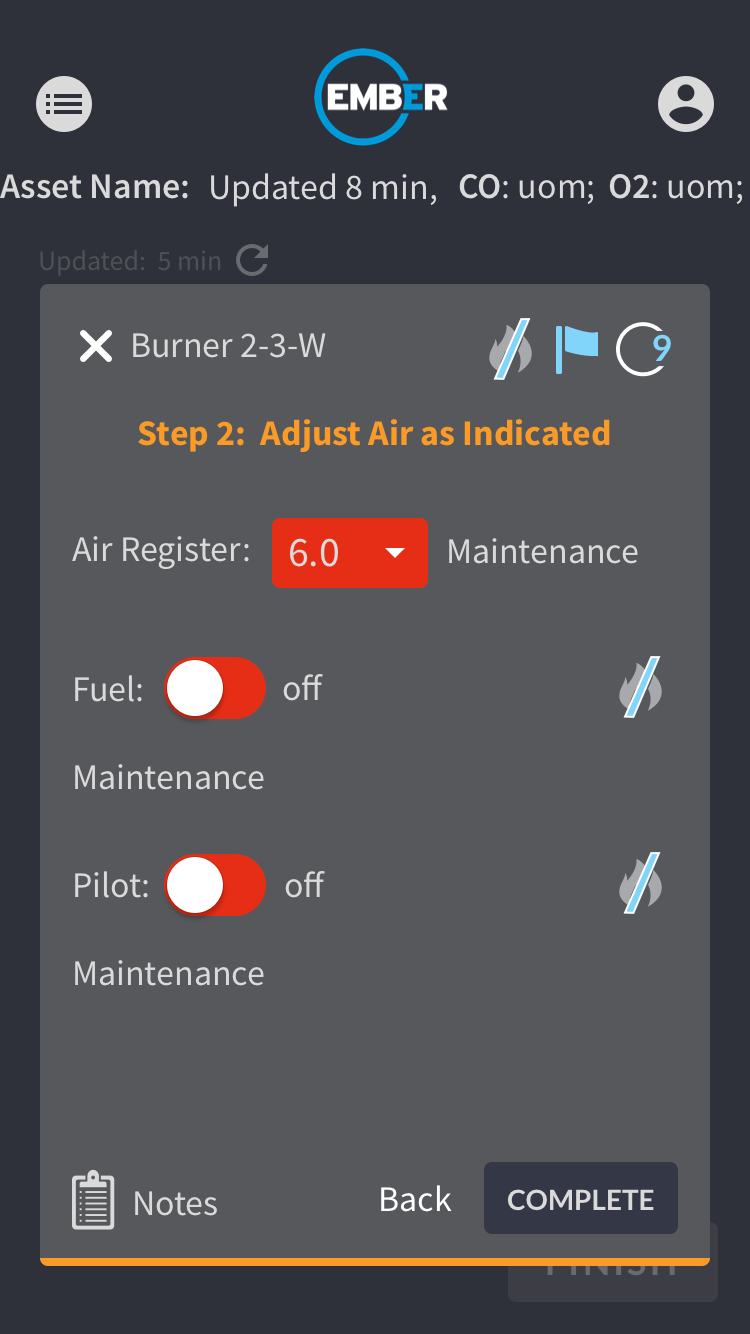 EMBER
Asset Name: Updated 8 min, CO: uom; O2: uom;
Updated: 5 min
Burner 2-3-W 9
Step 2: Adjust Air as Indicated
Air Register: 6.0 Maintenance
Fuel: off
Maintenance
Pilot: off
Maintenance
Notes Back COMPLETE
FINISH